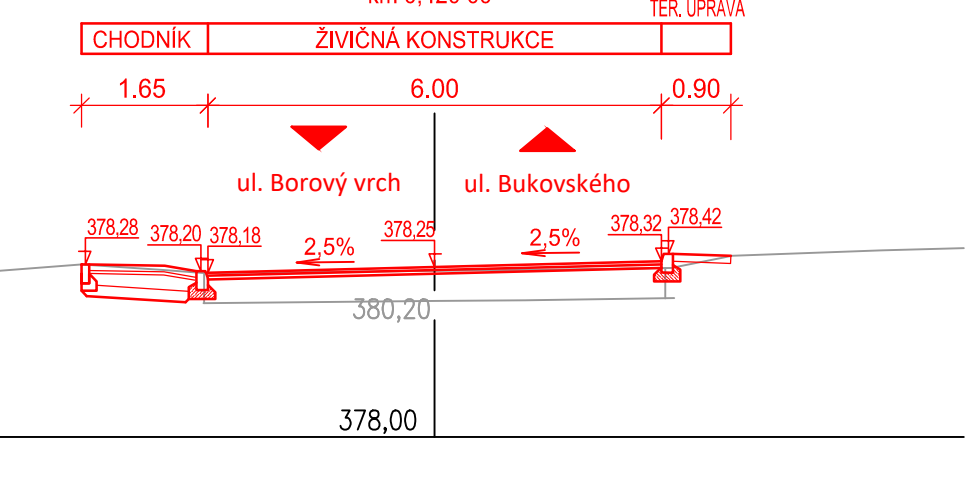 TER. ÚPRAVA
CHODNÍK ŽIVIČNÁ KONSTRUKCE
1.65 6.00 0.90
ul. Borový vrch ul. Bukovského
378,28 378,20 378,18 2,5% 378,25 2,5% 378,32 378,42
380,20
378,00